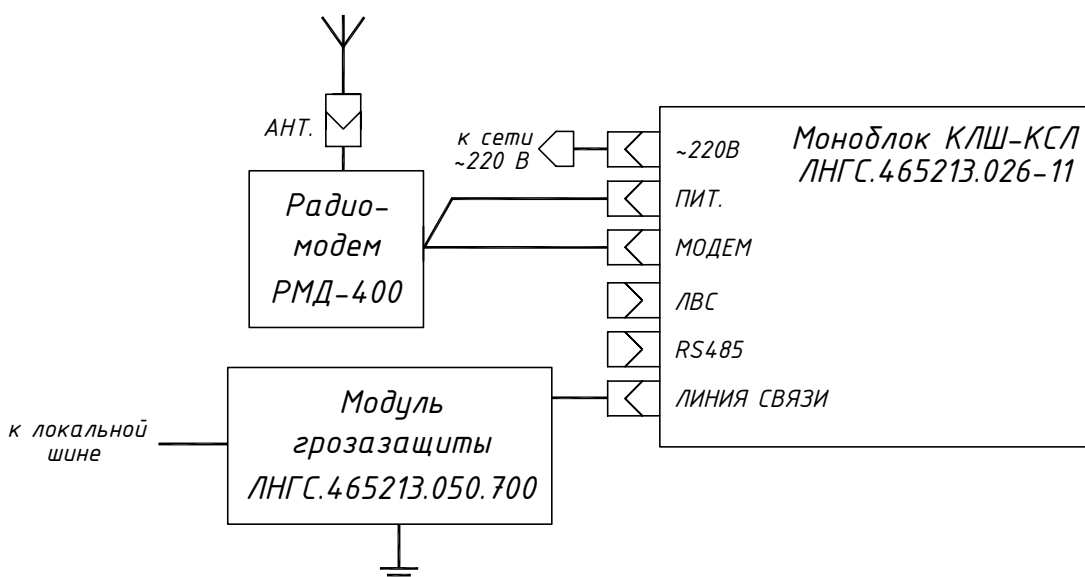 АНТ.
Радио-
модем
РМД-400
к сети
~220 В
~220В
ПИТ.
МОДЕМ
ЛВС
RS485
ЛИНИЯ СВЯЗИ
Моноблок КЛШ-КСЛ
ЛНГС.465213.026-11
к локальной
шине
Модуль
грозазащиты
ЛНГС.465213.050.700